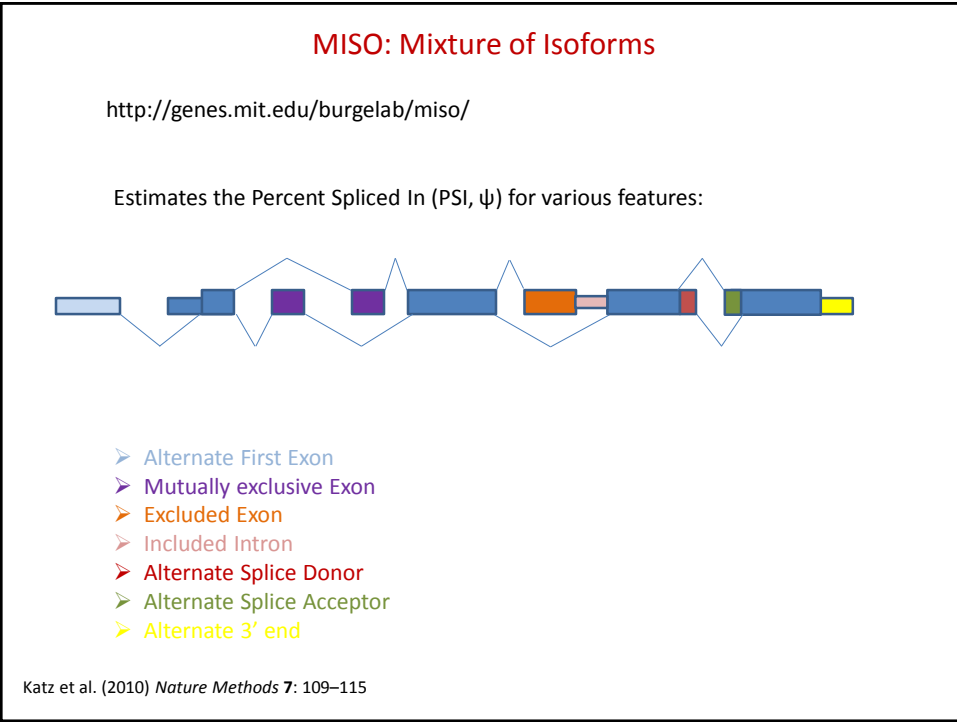 MISO: Mixture of Isoforms
http://genes.mit.edu/burgelab/miso/
Estimates the Percent Spliced In (PSI, ψ) for various features:
➢ Alternate First Exon
➢ Mutually exclusive Exon
➢ Excluded Exon
➢ Included Intron
➢ Alternate Splice Donor
➢ Alternate Splice Acceptor
➢ Alternate 3’ end
Katz et al. (2010) Nature Methods 7: 109–115